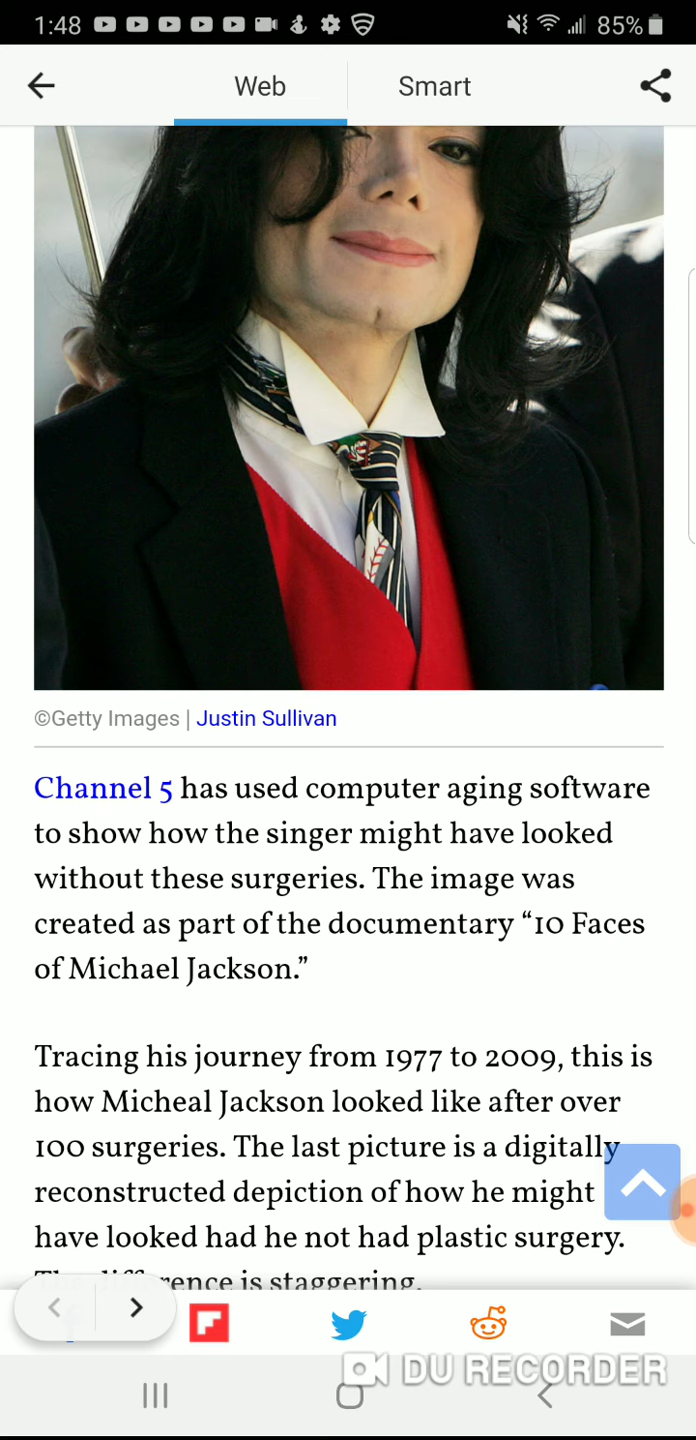 1:48
85%
Web
Smart
©Getty Images | Justin Sullivan
Channel 5 has used computer aging software
to show how the singer might have looked
without these surgeries. The image was
created as part of the documentary “10 Faces
of Michael Jackson.”
Tracing his journey from 1977 to 2009, this is
how Micheal Jackson looked like after over
100 surgeries. The last picture is a digitally
reconstructed depiction of how he might
have looked had he not had plastic surgery.
The difference is staggering.
DU RECORDER